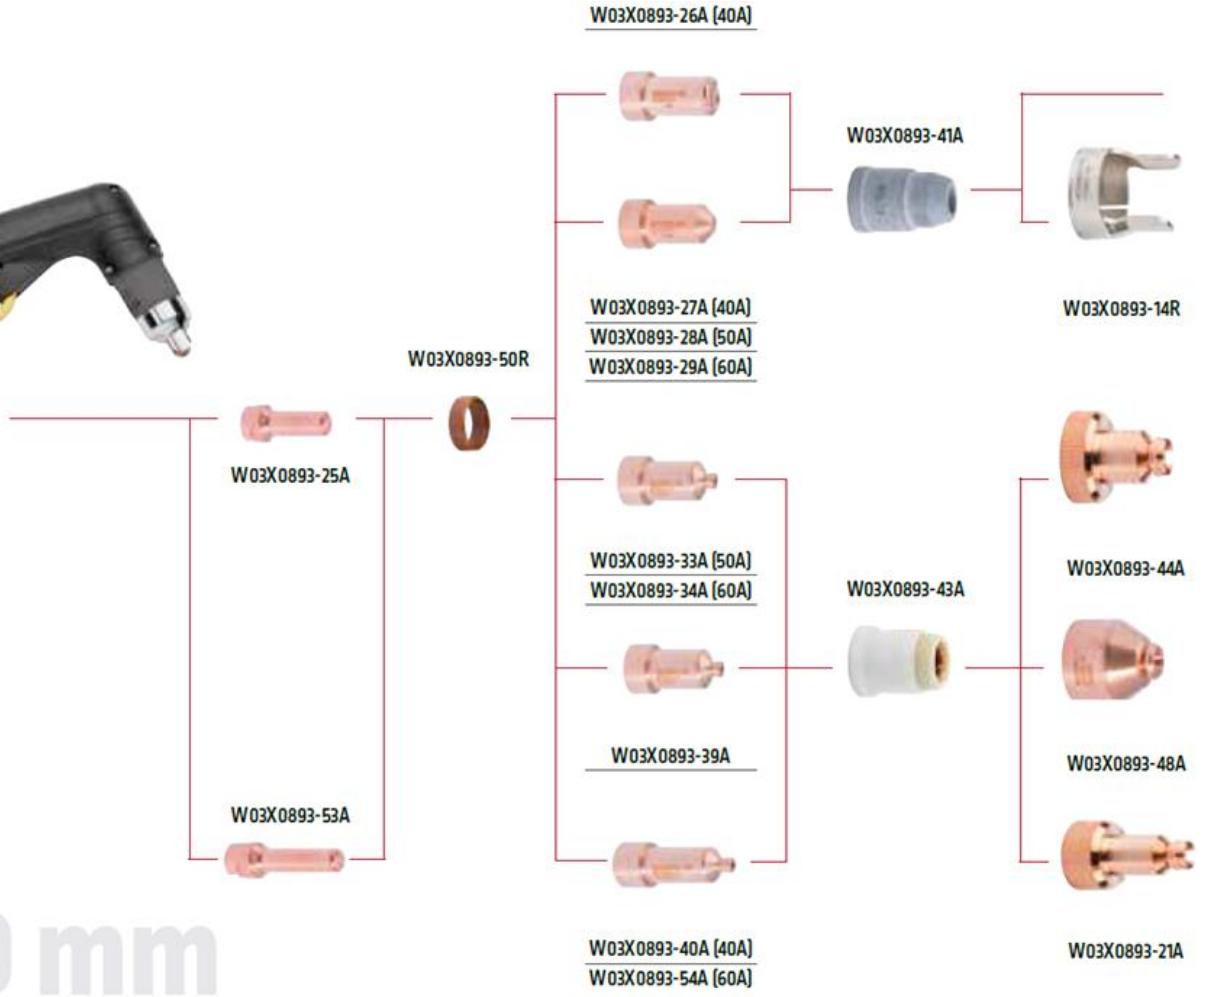 W03X0893-26A (40A)
W03X0893-41A
W03X0893-27A (40A)
W03X0893-28A (50A)
W03X0893-29A (60A)
W03X0893-14R
W03X0893-50R
W03X0893-25A
W03X0893-33A (50A)
W03X0893-34A (60A)
W03X0893-44A
W03X0893-43A
W03X0893-39A
W03X0893-48A
W03X0893-53A
W03X0893-40A (40A)
W03X0893-54A (60A)
W03X0893-21A
mm